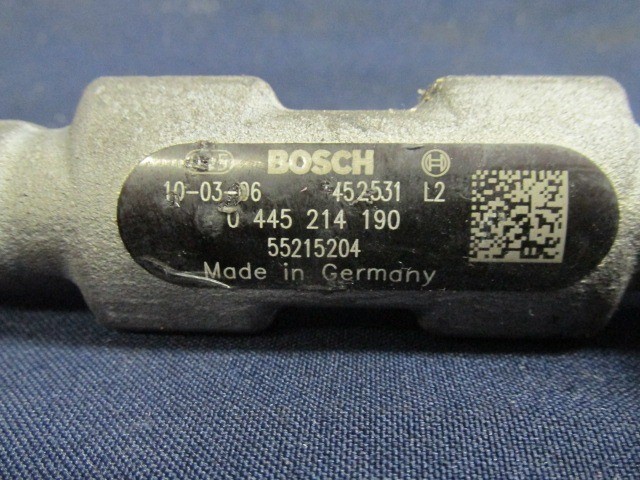 BOSCH
10-03-06 452531 L2
0 445 214 190
55215204
Made in Germany